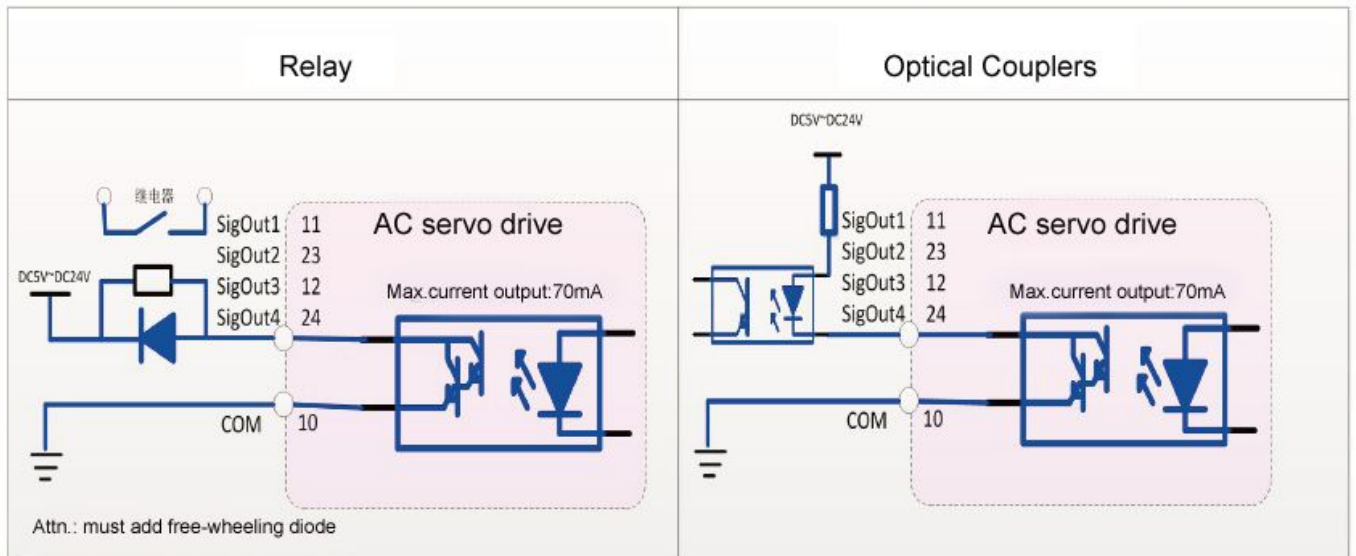 Relay
Optical Couplers
继电器
DC5V~DC24V
SigOut1 11
SigOut2 23
SigOut3 12
SigOut4 24
COM 10
AC servo drive
Max.current output:70mA
Attn.: must add free-wheeling diode
DC5V~DC24V
SigOut1 11
SigOut2 23
SigOut3 12
SigOut4 24
COM 10
AC servo drive
Max.current output:70mA